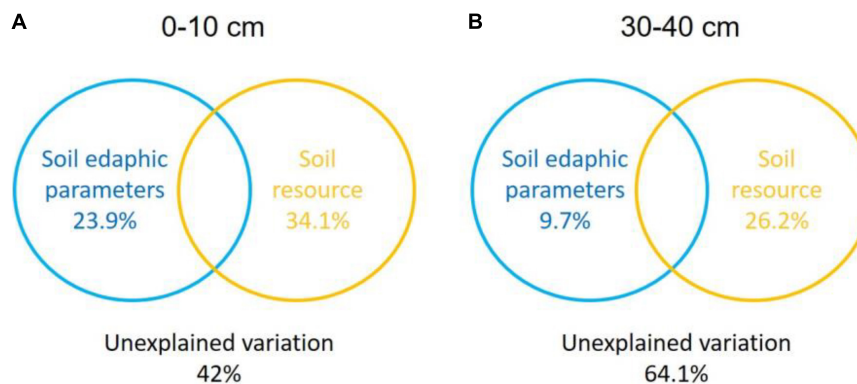 A
0-10 cm
Soil edaphic
parameters
23.9%
Soil
resource
34.1%
Unexplained variation
42%
B
30-40 cm
Soil edaphic
parameters
9.7%
Soil
resource
26.2%
Unexplained variation
64.1%